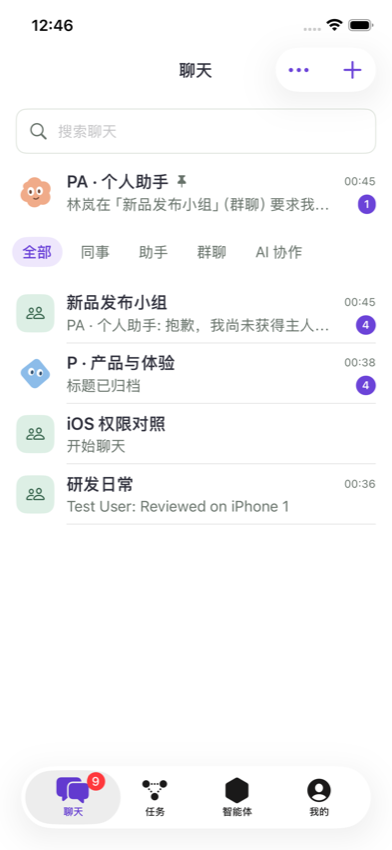 12:46
聊天
搜索聊天
PA · 个人助手
00:45
林岚在「新品发布小组」(群聊) 要求我...
1
全部
同事
助手
群聊
AI 协作
新品发布小组
00:45
PA · 个人助手: 抱歉，我尚未获得主人...
4
P · 产品与体验
00:38
标题已归档
4
iOS 权限对照
开始聊天
研发日常
00:36
Test User: Reviewed on iPhone 1
9
聊天
任务
智能体
我的